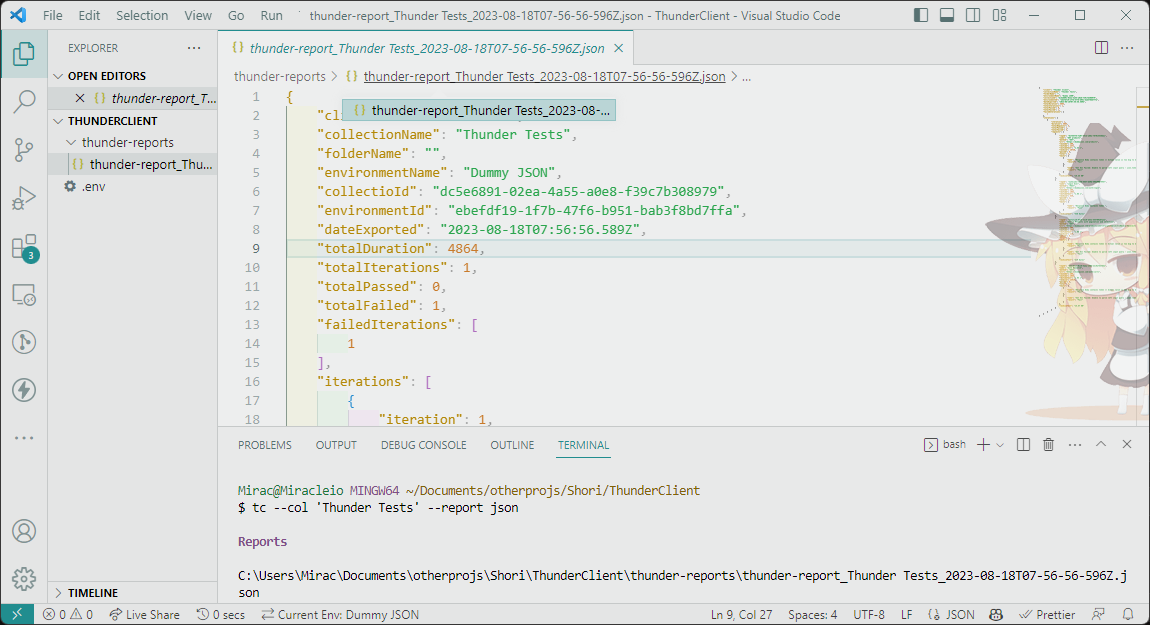 File Edit Selection View Go Run thunder-report_Thunder Tests_2023-08-18T07-56-56-596Z.json - ThunderClient - Visual Studio Code
EXPLORER
OPEN EDITORS
thunder-report_T...
THUNDERCLIENT
thunder-reports
thunder-report_Thu...
.env
TIMELINE
3
{} thunder-report_Thunder Tests_2023-08-18T07-56-56-596Z.json
thunder-reports > {} thunder-report_Thunder Tests_2023-08-18T07-56-56-596Z.json > ...
{} thunder-report_Thunder Tests_2023-08-...
1 {
2 "cl
3 "collectionName": "Thunder Tests",
4 "folderName": "",
5 "environmentName": "Dummy JSON",
6 "collectioId": "dc5e6891-02ea-4a55-a0e8-f39c7b308979",
7 "environmentId": "ebefdf19-1f7b-47f6-b951-bab3f8bd7ffa",
8 "dateExported": "2023-08-18T07:56:56.589Z",
9 "totalDuration": 4864,
10 "totalIterations": 1,
11 "totalPassed": 0,
12 "totalFailed": 1,
13 "failedIterations": [
14 1
15 ],
16 "iterations": [
17 {
18 "iteration": 1,
PROBLEMS OUTPUT DEBUG CONSOLE OUTLINE TERMINAL bash
Mirac@Miracleio MINGW64 ~/Documents/otherprojs/Shori/ThunderClient
$ tc --col 'Thunder Tests' --report json
Reports
C:\Users\Mirac\Documents\otherprojs\Shori\ThunderClient\thunder-reports\thunder-report_Thunder Tests_2023-08-18T07-56-56-596Z.j
son
0 0 Live Share 0 secs Current Env: Dummy JSON Ln 9, Col 27 Spaces: 4 UTF-8 LF {} JSON Prettier